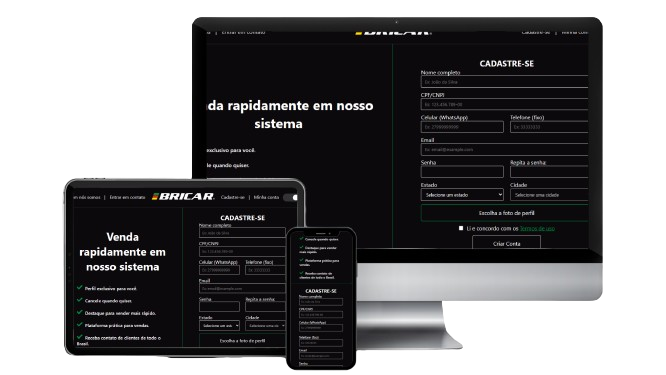 Entrar em contato
BRICAR.
Cadastre-se | Minha con
da rapidamente em nosso
sistema
exclusivo para você.
le quando quiser.
CADASTRE-SE
Nome completo
Ex: João da Silva
CPF/CNPJ
Ex: 123.456.789-00
Celular (WhatsApp) Telefone (fixo)
Ex: 27999999999 Ex: 33333333
Email
Ex: email@example.com
Senha Repita a senha:
Estado Cidade
Selecione um estado Selecione uma cidade
Escolha a foto de perfil
Li e concordo com os Termos de uso
Criar Conta
m nós somos | Entrar em contato BRICAR. Cadastre-se | Minha conta
Venda
rapidamente em
nosso sistema
Perfil exclusivo para você.
Cancele quando quiser.
Destaque para vender mais rápido.
Plataforma prática para vendas.
Receba contato de clientes de todo o
Brasil.
CADASTRE-SE
Nome completo
Ex: João da Silva
CPF/CNPJ
Ex: 123.456.789-00
Celular (WhatsApp) Telefone (fixo)
Ex: 27999999999 Ex: 33333333
Email
Ex: email@example.com
Senha Repita a senha:
Estado Cidade
Selecione um est Selecione uma ci
Escolha a foto de perfil
Cancele quando quiser.
Destaque para vender
mais rápido.
Plataforma prática para
vendas.
Receba contato de
clientes de todo o Brasil.
CADASTRE-SE
Nome completo
Ex: João da Silva
CPF/CNPJ
Celular (WhatsApp)
Telefone (fixo)
Email
Senha